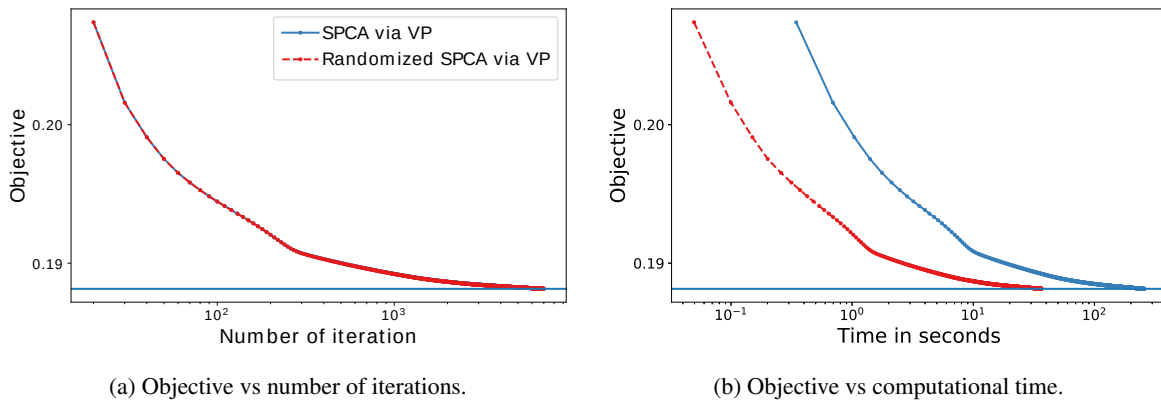 SPCA via VP
Randomized SPCA via VP
0.20
0.19
Objective
10²
10³
Number of iteration
(a) Objective vs number of iterations.
0.20
0.19
Objective
10⁻¹
10⁰
10¹
10²
Time in seconds
(b) Objective vs computational time.